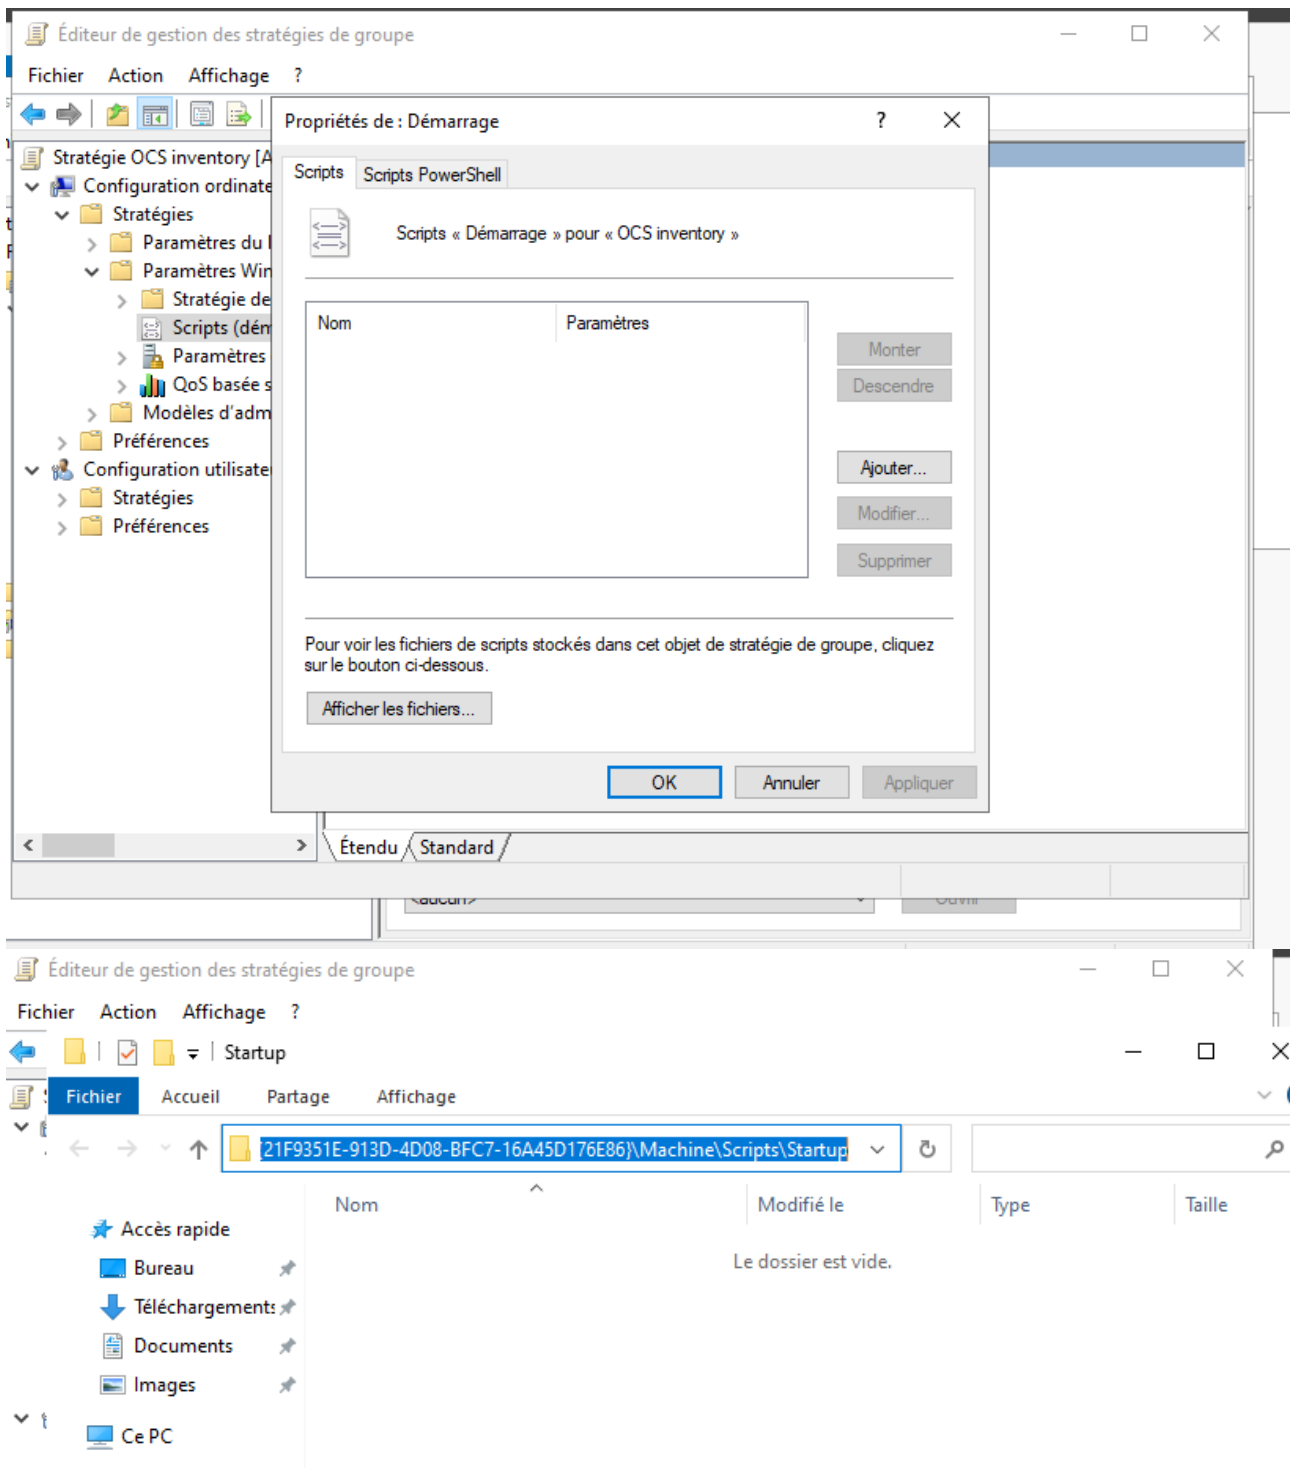 Éditeur de gestion des stratégies de groupe
Fichier Action Affichage ?
Propriétés de : Démarrage ?
Stratégie OCS inventory [A
Configuration ordinate
Stratégies
Paramètres du
Paramètres Win
Stratégie de
Scripts (dém
Paramètres
QoS basée s
Modèles d'adm
Préférences
Configuration utilisate
Stratégies
Préférences
Scripts Scripts PowerShell
Scripts « Démarrage » pour « OCS inventory »
Nom Paramètres
Monter
Descendre
Ajouter...
Modifier...
Supprimer
Pour voir les fichiers de scripts stockés dans cet objet de stratégie de groupe, cliquez
sur le bouton ci-dessous.
Afficher les fichiers...
OK Annuler Appliquer
Étendu Standard
<aucun> Ouvrir
Éditeur de gestion des stratégies de groupe
Fichier Action Affichage ?
Startup
Fichier Accueil Partage Affichage
{21F9351E-913D-4D08-BFC7-16A45D176E86}\Machine\Scripts\Startup
Nom Modifié le Type Taille
Accès rapide
Bureau
Téléchargements
Documents
Images
Ce PC
Le dossier est vide.